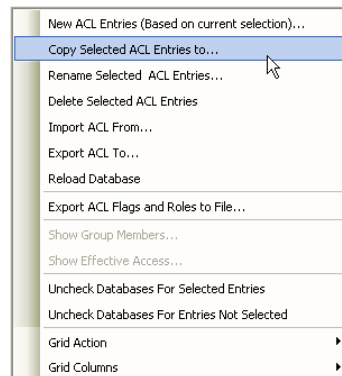 New ACL Entries (Based on current selection)...
Copy Selected ACL Entries to...
Rename Selected  ACL Entries...
Delete Selected ACL Entries
Import ACL From...
Export ACL To...
Reload Database
Export ACL Flags and Roles to File...
Show Group Members...
Show Effective Access...
Uncheck Databases For Selected Entries
Uncheck Databases For Entries Not Selected
Grid Action
Grid Columns